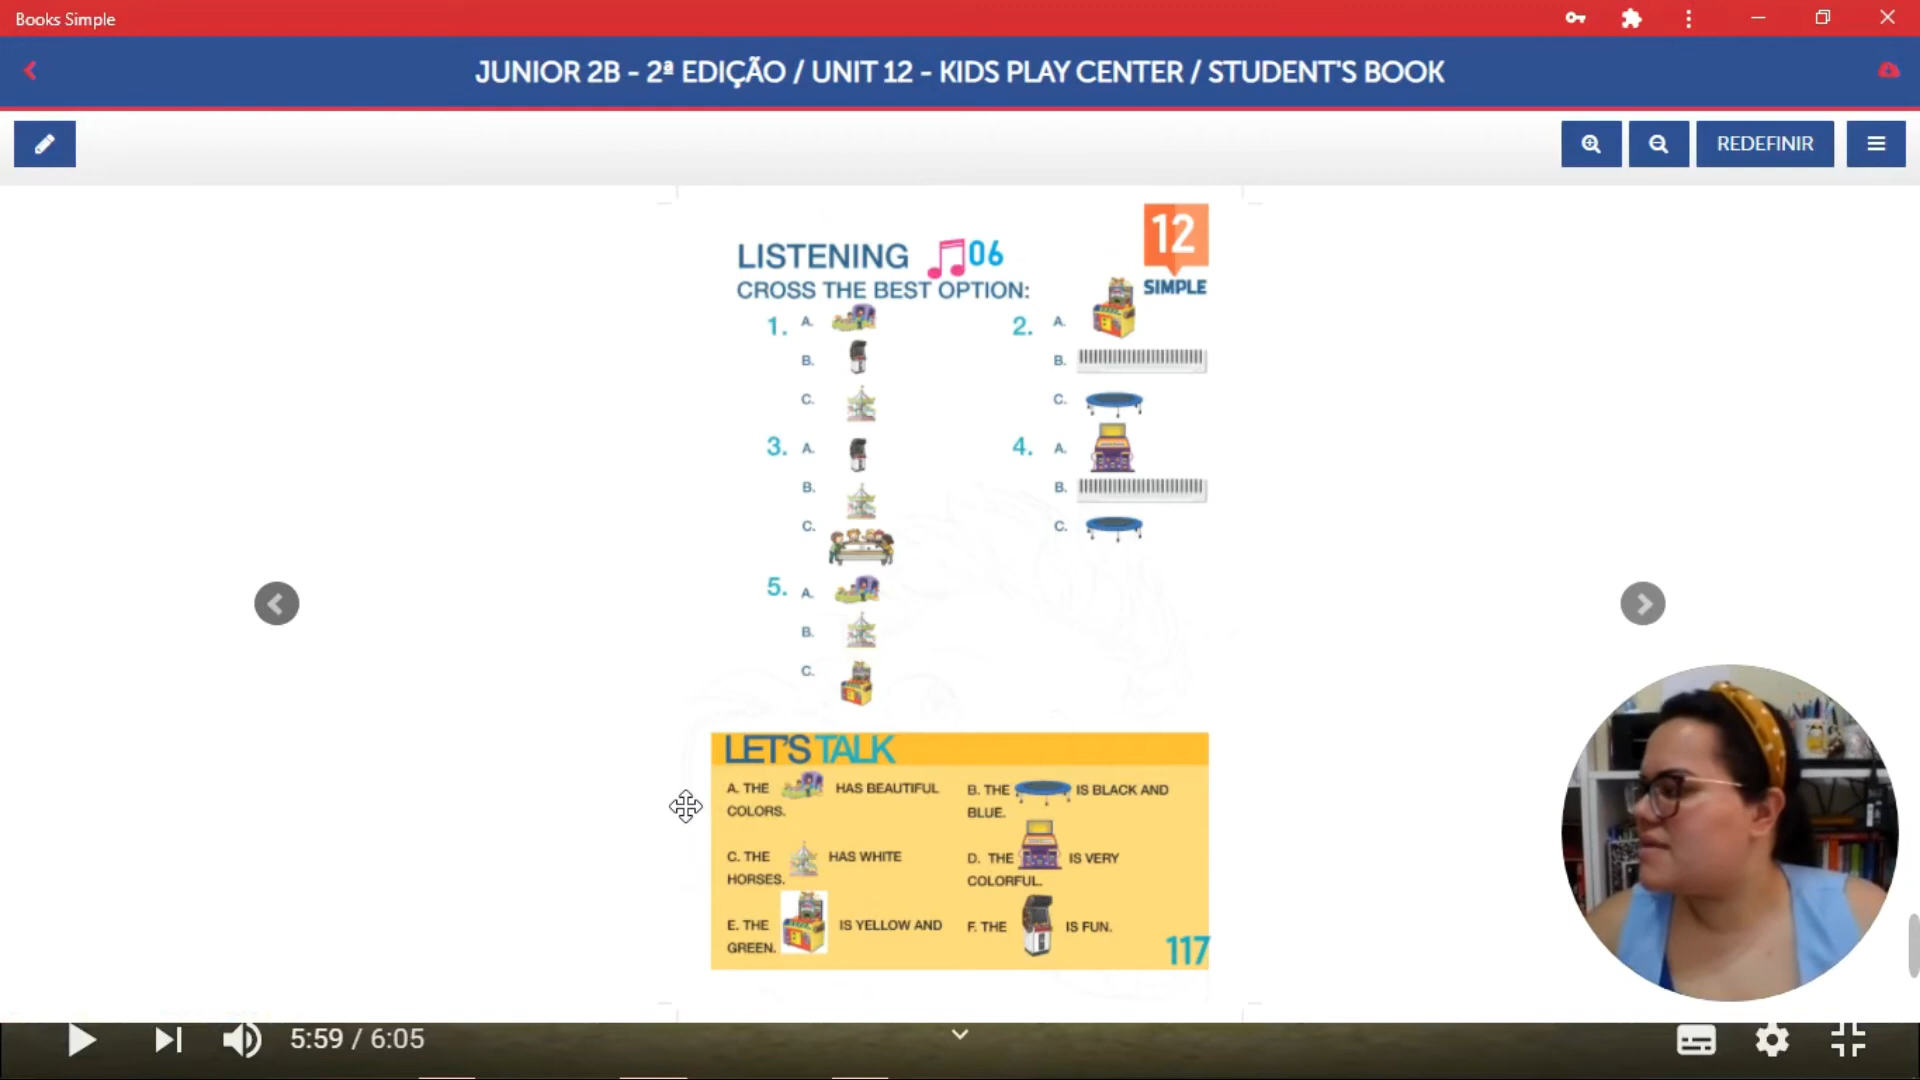 Books Simple
JUNIOR 2B - 2ª EDIÇÃO / UNIT 12 - KIDS PLAY CENTER / STUDENT'S BOOK
REDEFINIR
12
SIMPLE
LISTENING 06
CROSS THE BEST OPTION:
1. A.
B.
C.
2. A.
B.
C.
3. A.
B.
C.
4. A.
B.
C.
5. A.
B.
C.
LET'S TALK
A. THE HAS BEAUTIFUL
COLORS.
B. THE IS BLACK AND
BLUE.
C. THE HAS WHITE
HORSES.
D. THE IS VERY
COLORFUL.
E. THE IS YELLOW AND
GREEN.
F. THE IS FUN.
117
5:59 / 6:05